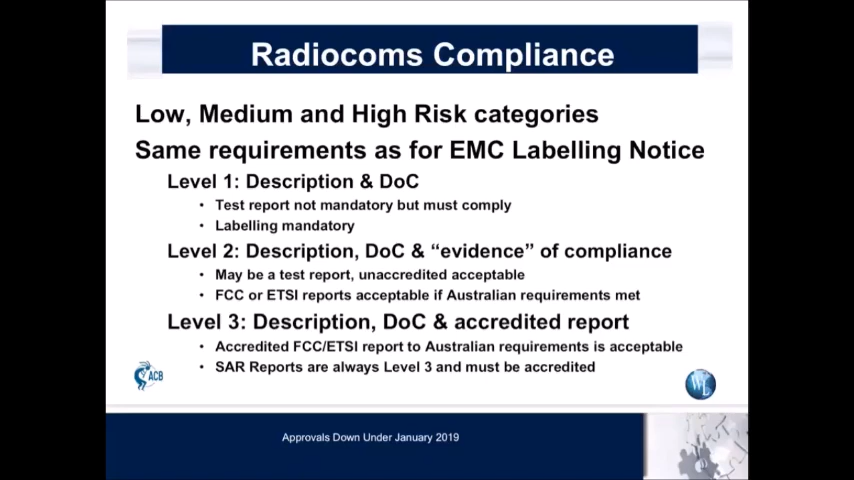 Radiocoms Compliance
Low, Medium and High Risk categories
Same requirements as for EMC Labelling Notice
Level 1: Description & DoC
• Test report not mandatory but must comply
• Labelling mandatory
Level 2: Description, DoC & “evidence” of compliance
• May be a test report, unaccredited acceptable
• FCC or ETSI reports acceptable if Australian requirements met
Level 3: Description, DoC & accredited report
• Accredited FCC/ETSI report to Australian requirements is acceptable
• SAR Reports are always Level 3 and must be accredited
ACB
WL
Approvals Down Under January 2019